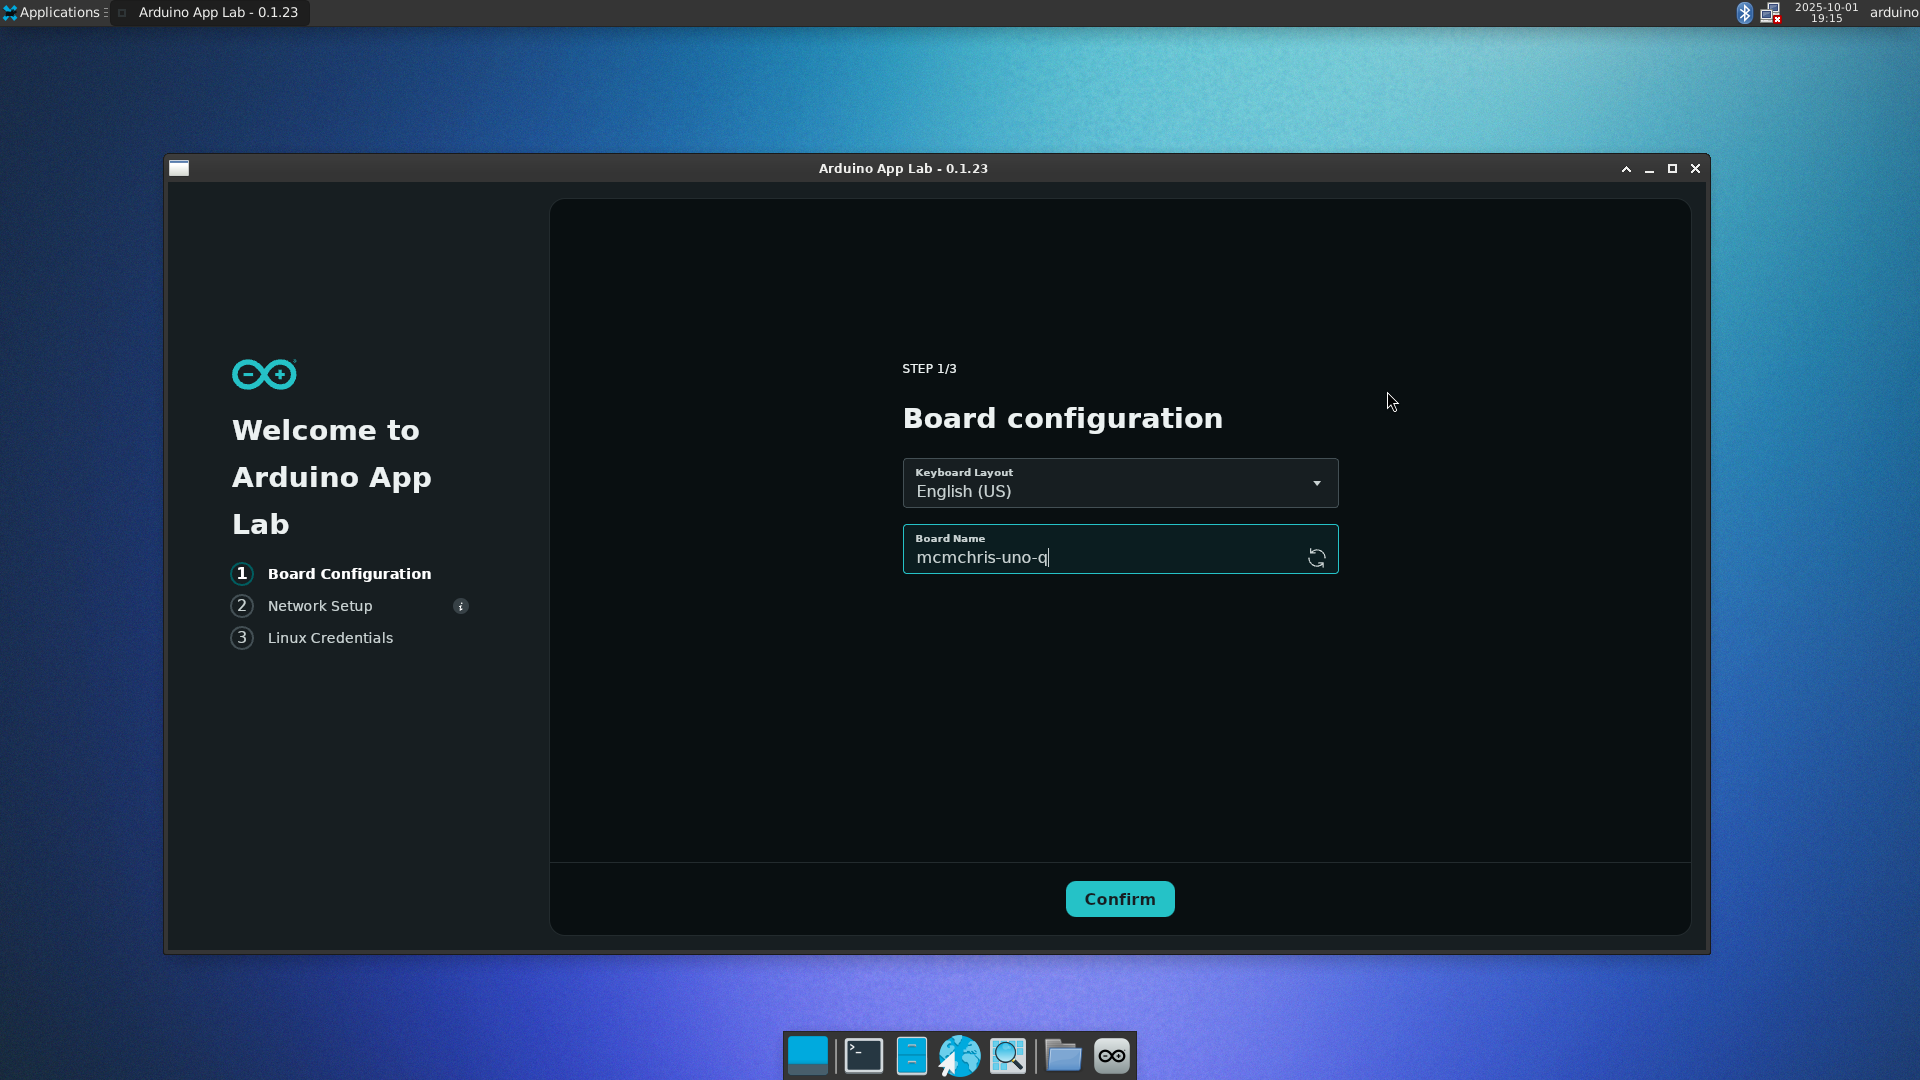 Applications
Arduino App Lab - 0.1.23
2025-10-01
19:15
arduino
Arduino App Lab - 0.1.23
Welcome to
Arduino App
Lab
1 Board Configuration
2 Network Setup i
3 Linux Credentials
STEP 1/3
Board configuration
Keyboard Layout
English (US)
Board Name
mcmchris-uno-q
Confirm